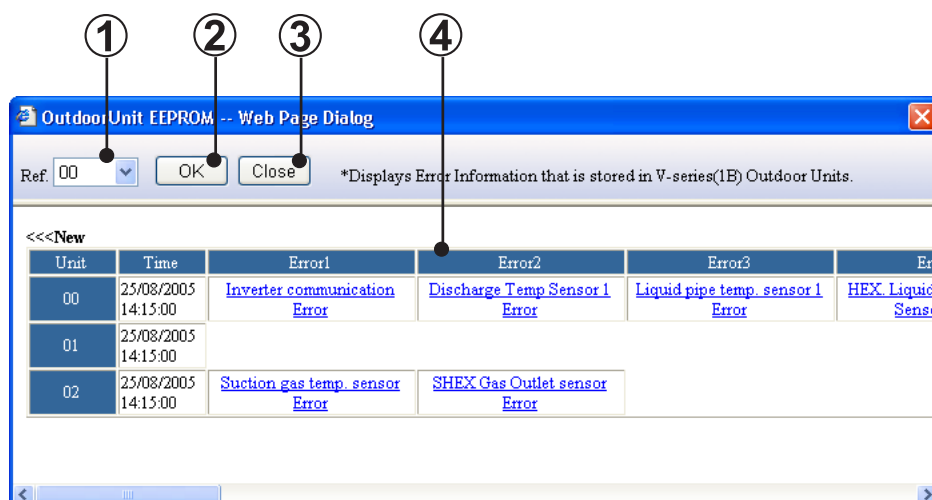 1 2 3 4
OutdoorUnit EEPROM -- Web Page Dialog
Ref. 00 OK Close *Displays Error Information that is stored in V-series(1B) Outdoor Units.
<<<New
Unit Time Error1 Error2 Error3 Er
00 25/08/2005 Inverter communication Discharge Temp Sensor 1 Liquid pipe temp. sensor 1 HEX. Liquid
14:15:00 Error Error Error Senso
01 25/08/2005
14:15:00
02 25/08/2005 Suction gas temp. sensor SHEX Gas Outlet sensor
14:15:00 Error Error